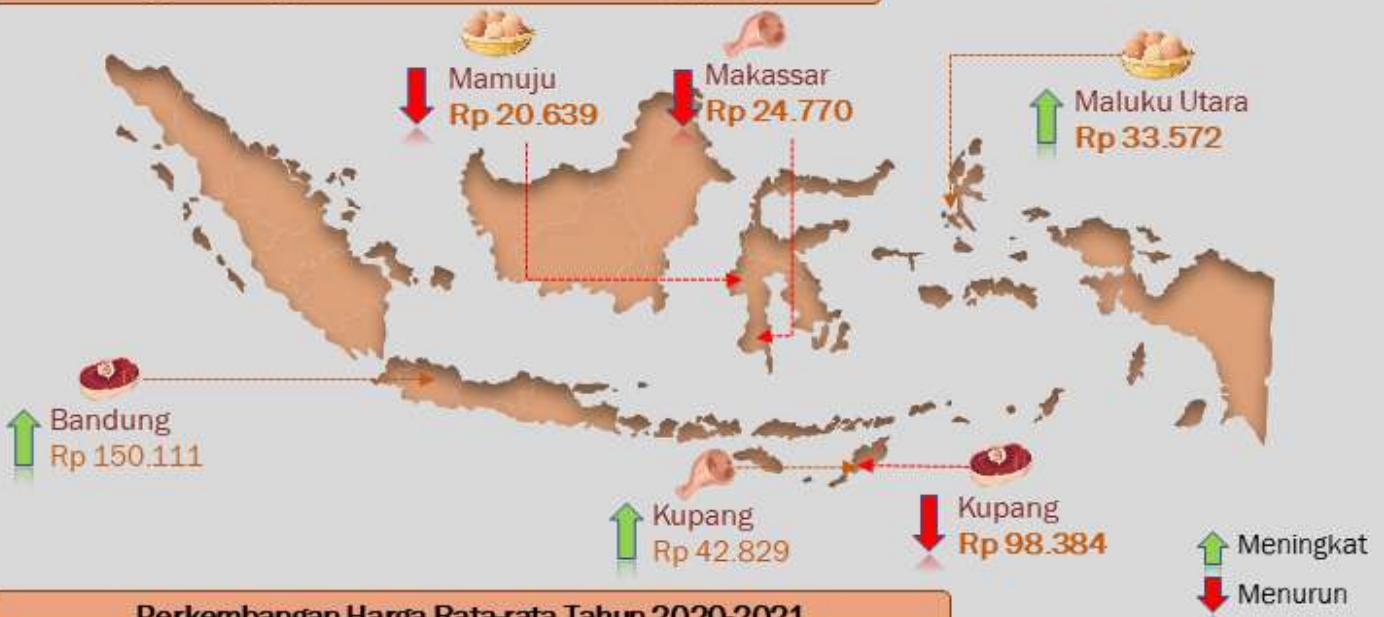 Mamuju
Rp 20.639
Makassar
Rp 24.770
Maluku Utara
Rp 33.572
Bandung
Rp 150.111
Kupang
Rp 42.829
Kupang
Rp 98.384
Meningkat
Menurun
Perkembangan Harga Rata-rata Tahun 2020-2021